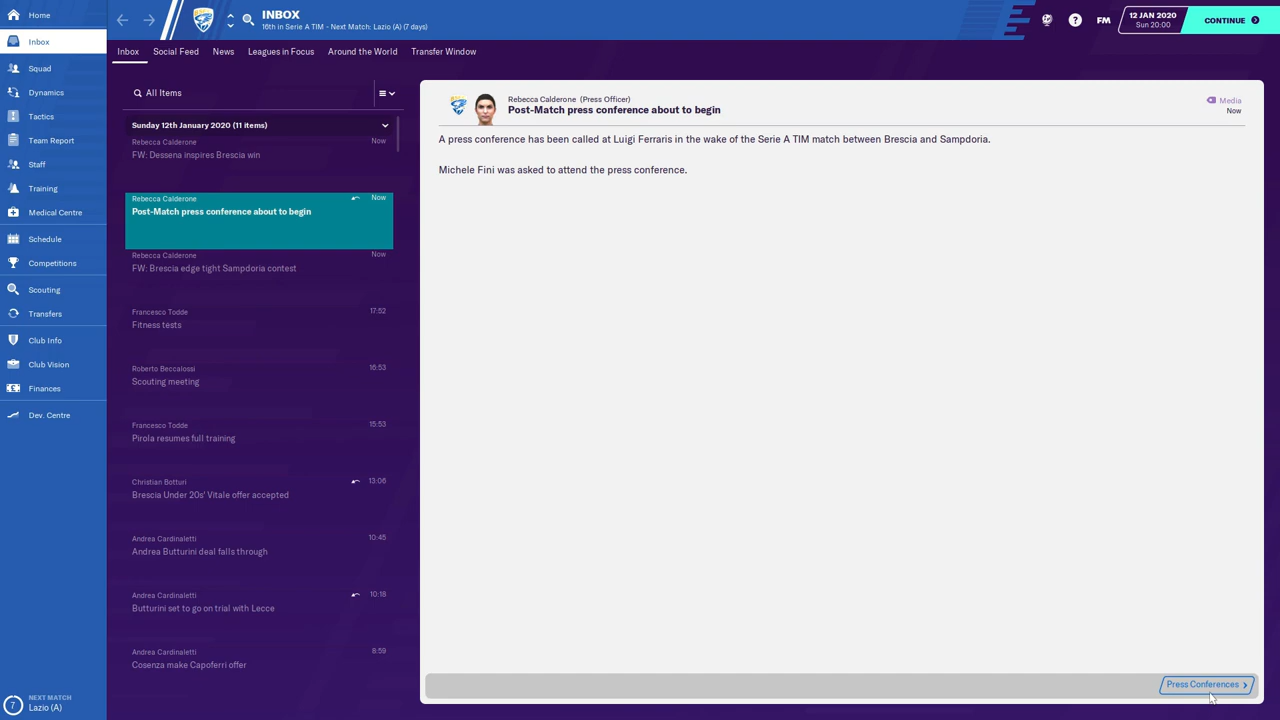 Home
Inbox
Squad
Dynamics
Tactics
Team Report
Staff
Training
Medical Centre
Schedule
Competitions
Scouting
Transfers
Club Info
Club Vision
Finances
Dev. Centre
7
NEXT MATCH
Lazio (A)
INBOX
16th in Serie A TIM - Next Match: Lazio (A) (7 days)
?
FM
12 JAN 2020
Sun 20:00
CONTINUE
Inbox
Social Feed
News
Leagues in Focus
Around the World
Transfer Window
All Items
Sunday 12th January 2020 (11 items)
Rebecca Calderone Now
FW: Dessena inspires Brescia win
Rebecca Calderone Now
Post-Match press conference about to begin
Rebecca Calderone Now
FW: Brescia edge tight Sampdoria contest
Francesco Todde 17:52
Fitness tests
Roberto Beccalossi 16:53
Scouting meeting
Francesco Todde 15:53
Pirola resumes full training
Christian Botturi 13:06
Brescia Under 20s' Vitale offer accepted
Andrea Cardinaletti 10:45
Andrea Butturini deal falls through
Andrea Cardinaletti 10:18
Butturini set to go on trial with Lecce
Andrea Cardinaletti 8:59
Cosenza make Capoferri offer
Rebecca Calderone (Press Officer)
Post-Match press conference about to begin
Media
Now
A press conference has been called at Luigi Ferraris in the wake of the Serie A TIM match between Brescia and Sampdoria.
Michele Fini was asked to attend the press conference.
Press Conferences